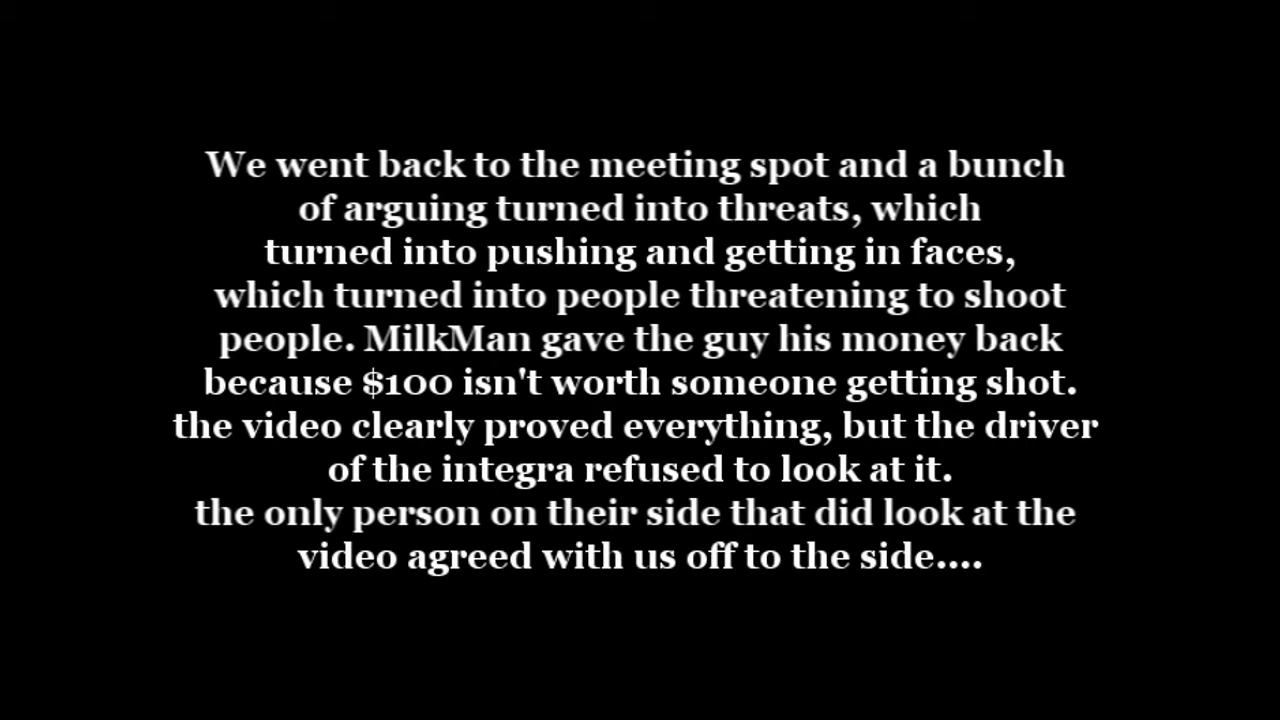 We went back to the meeting spot and a bunch
of arguing turned into threats, which
turned into pushing and getting in faces,
which turned into people threatening to shoot
people. MilkMan gave the guy his money back
because $100 isn't worth someone getting shot.
the video clearly proved everything, but the driver
of the integra refused to look at it.
the only person on their side that did look at the
video agreed with us off to the side....